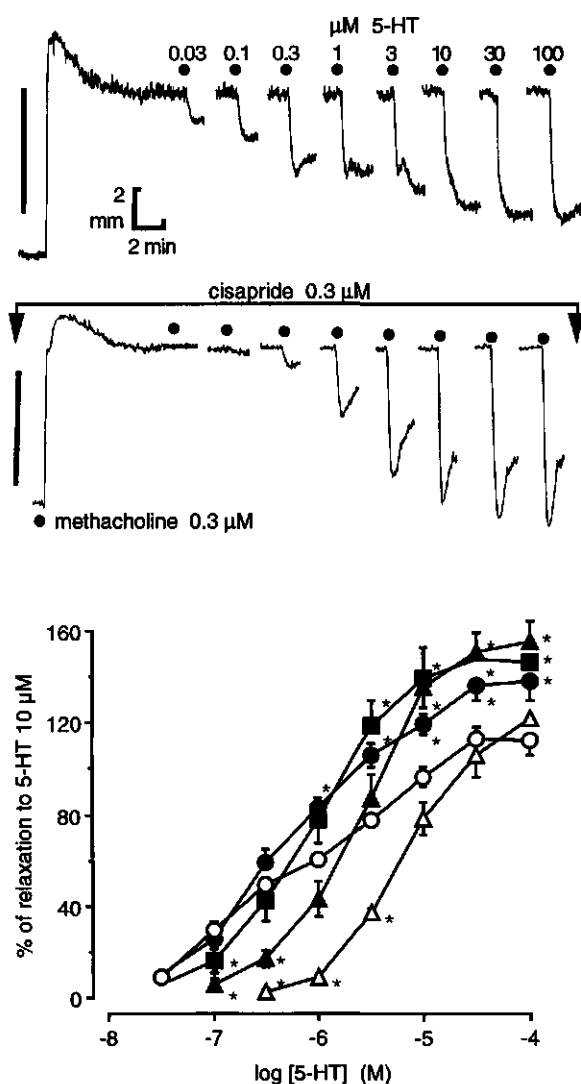 µM 5-HT
0.03 0.1 0.3 1 3 10 30 100
2
mm
2 min
cisapride 0.3 µM
methacholine 0.3 µM
160
120
80
40
0
% of relaxation to 5-HT 10 µM
* * * * * * * * * * * * * * * *
-8 -7 -6 -5 -4
log [5-HT] (M)